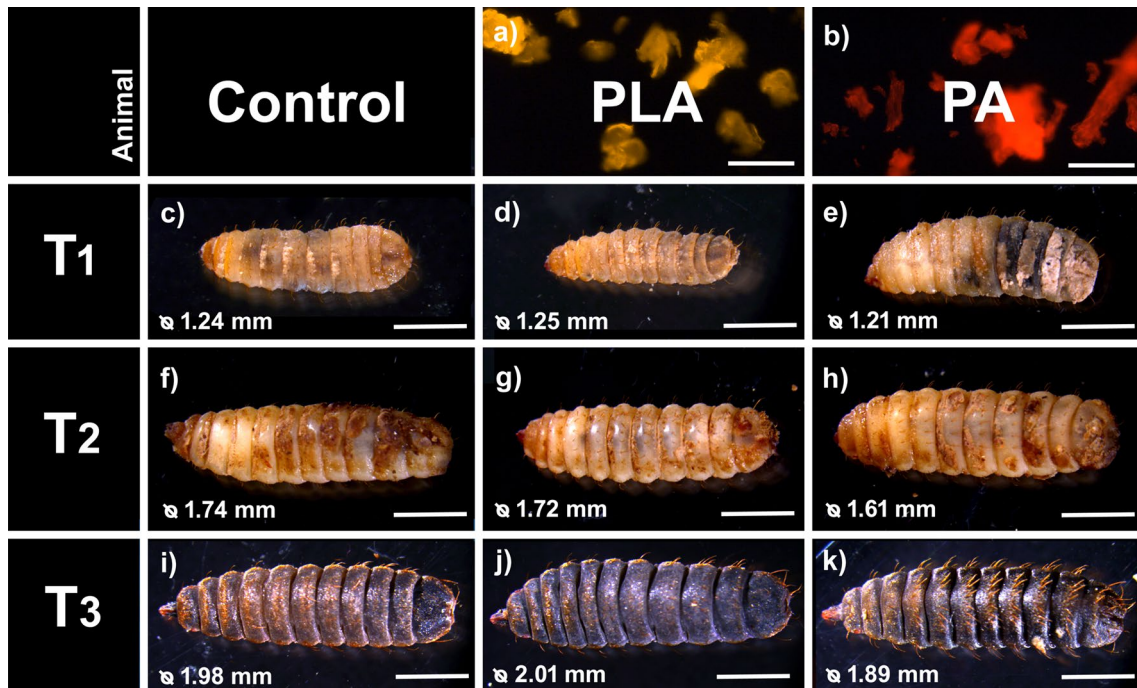 Animal
Control
a)
PLA
b)
PA
T1
c)
ᴓ 1.24 mm
d)
ᴓ 1.25 mm
e)
ᴓ 1.21 mm
T2
f)
ᴓ 1.74 mm
g)
ᴓ 1.72 mm
h)
ᴓ 1.61 mm
T3
i)
ᴓ 1.98 mm
j)
ᴓ 2.01 mm
k)
ᴓ 1.89 mm